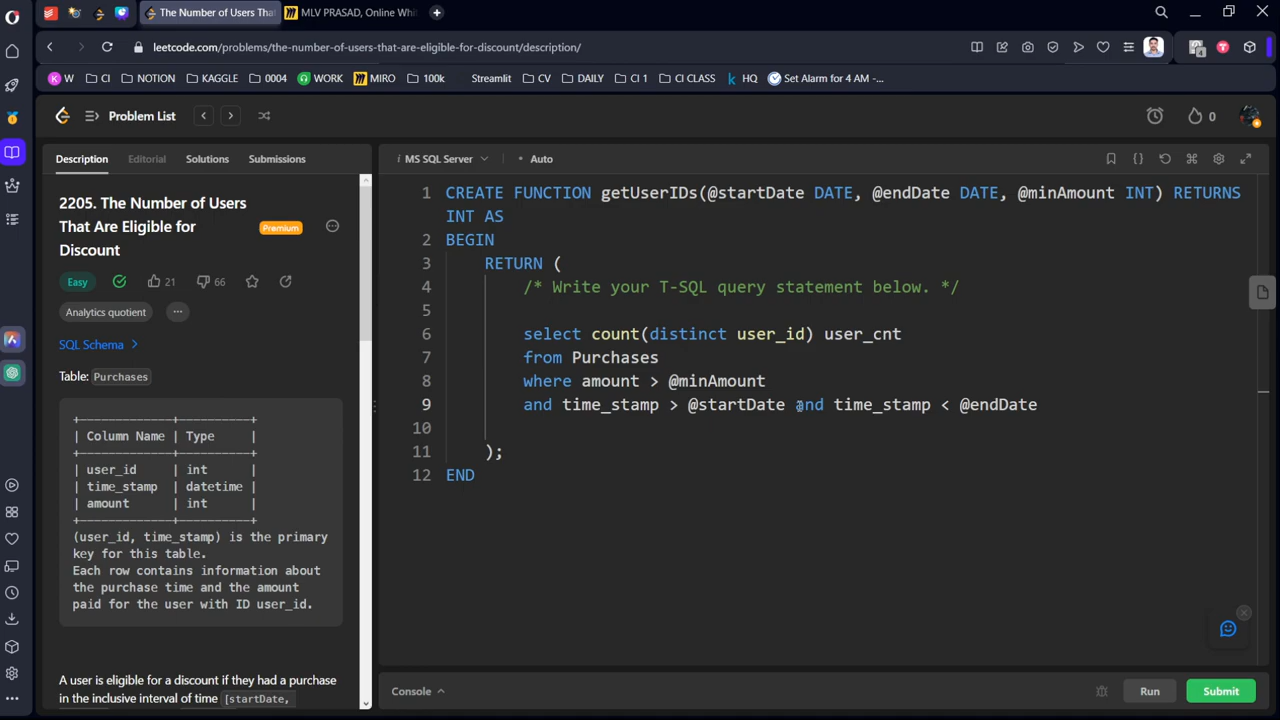 The Number of Users That
MLV PRASAD, Online Whit
leetcode.com/problems/the-number-of-users-that-are-eligible-for-discount/description/
K W
CI
NOTION
KAGGLE
0004
WORK
MIRO
100k
Streamlit
CV
DAILY
CI 1
CI CLASS
HQ
Set Alarm for 4 AM -...
Problem List
0
Description
Editorial
Solutions
Submissions
2205. The Number of Users
That Are Eligible for
Discount
Premium
Easy
21
66
Analytics quotient
...
SQL Schema >
Table: Purchases
+-------------+----------+
| Column Name | Type     |
+-------------+----------+
| user_id     | int      |
| time_stamp  | datetime |
| amount      | int      |
+-------------+----------+
(user_id, time_stamp) is the primary
key for this table.
Each row contains information about
the purchase time and the amount
paid for the user with ID user_id.
A user is eligible for a discount if they had a purchase
in the inclusive interval of time [startDate,
i MS SQL Server
• Auto
1 CREATE FUNCTION getUserIDs(@startDate DATE, @endDate DATE, @minAmount INT) RETURNS
INT AS
2 BEGIN
3 RETURN (
4 /* Write your T-SQL query statement below. */
5
6 select count(distinct user_id) user_cnt
7 from Purchases
8 where amount > @minAmount
9 and time_stamp > @startDate and time_stamp < @endDate
10
11 );
12 END
Console
Run
Submit